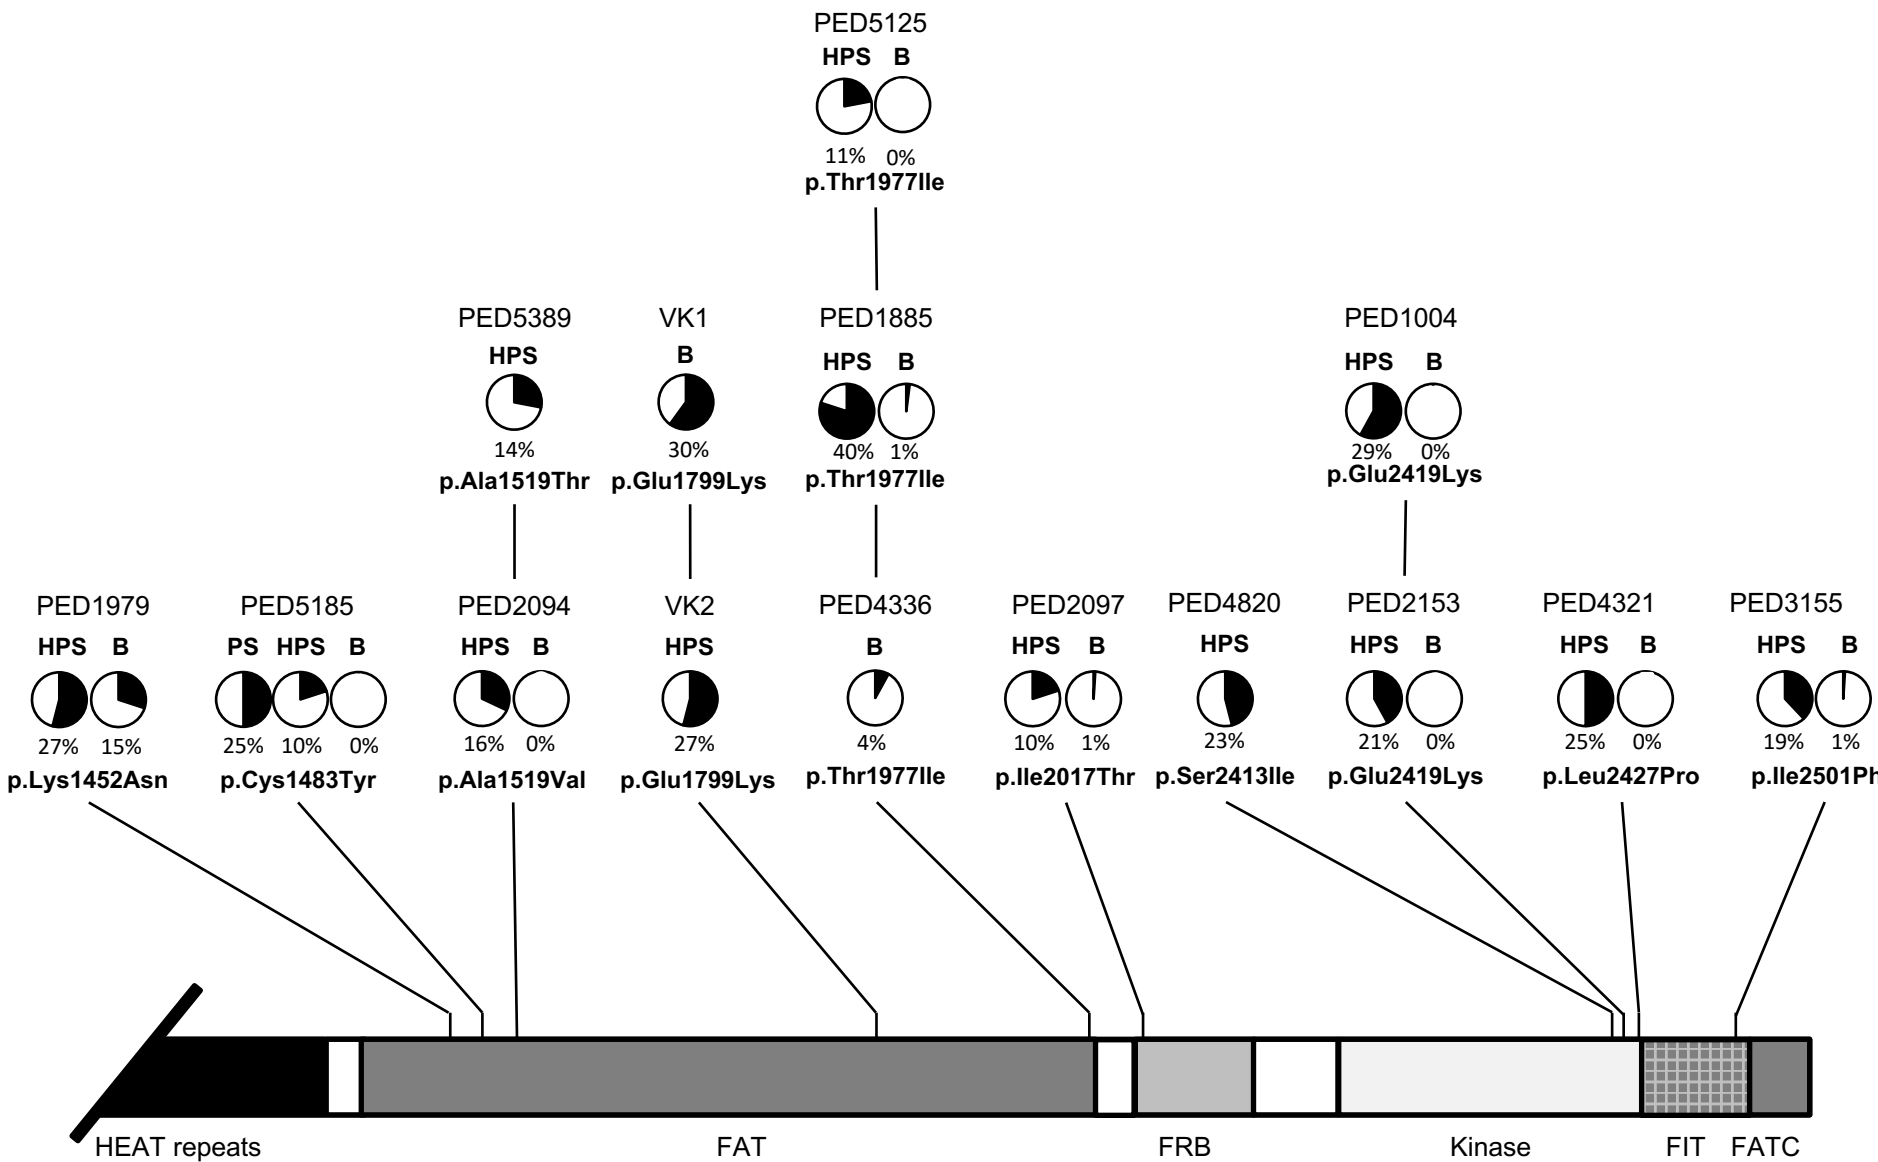 PED5125
HPS B
11% 0%
p.Thr1977Ile
PED5389 VK1 PED1885 PED1004
HPS B HPS B HPS B
14% 30% 40% 1% 29% 0%
p.Ala1519Thr p.Glu1799Lys p.Thr1977Ile p.Glu2419Lys
PED1979 PED5185 PED2094 VK2 PED4336 PED2097 PED4820 PED2153 PED4321 PED3155
HPS B PS HPS B HPS B HPS B HPS B HPS HPS B HPS B HPS B
27% 15% 25% 10% 0% 16% 0% 27% 4% 10% 1% 23% 21% 0% 25% 0% 19% 1%
p.Lys1452Asn p.Cys1483Tyr p.Ala1519Val p.Glu1799Lys p.Thr1977Ile p.Ile2017Thr p.Ser2413Ile p.Glu2419Lys p.Leu2427Pro p.Ile2501Ph
HEAT repeats FAT FRB Kinase FIT FATC